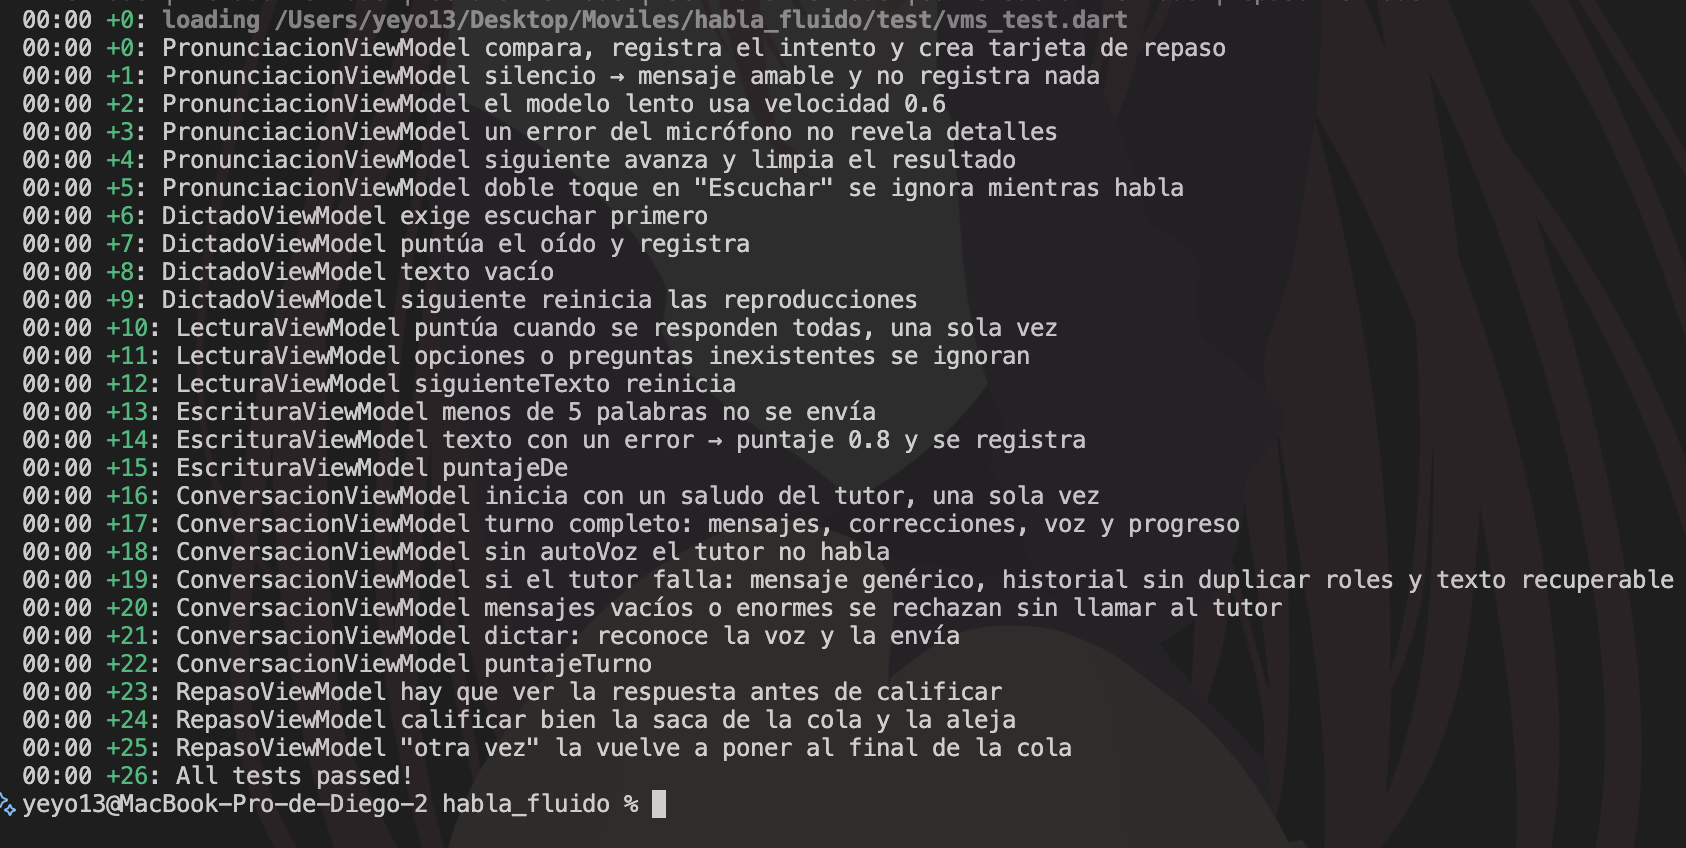 00:00 +0: loading /Users/yeyo13/Desktop/Moviles/habla_fluido/test/vms_test.dart
00:00 +0: PronunciacionViewModel compara, registra el intento y crea tarjeta de repaso
00:00 +1: PronunciacionViewModel silencio → mensaje amable y no registra nada
00:00 +2: PronunciacionViewModel el modelo lento usa velocidad 0.6
00:00 +3: PronunciacionViewModel un error del micrófono no revela detalles
00:00 +4: PronunciacionViewModel siguiente avanza y limpia el resultado
00:00 +5: PronunciacionViewModel doble toque en "Escuchar" se ignora mientras habla
00:00 +6: DictadoViewModel exige escuchar primero
00:00 +7: DictadoViewModel puntúa el oído y registra
00:00 +8: DictadoViewModel texto vacío
00:00 +9: DictadoViewModel siguiente reinicia las reproducciones
00:00 +10: LecturaViewModel puntúa cuando se responden todas, una sola vez
00:00 +11: LecturaViewModel opciones o preguntas inexistentes se ignoran
00:00 +12: LecturaViewModel siguienteTexto reinicia
00:00 +13: EscrituraViewModel menos de 5 palabras no se envía
00:00 +14: EscrituraViewModel texto con un error → puntaje 0.8 y se registra
00:00 +15: EscrituraViewModel puntajeDe
00:00 +16: ConversacionViewModel inicia con un saludo del tutor, una sola vez
00:00 +17: ConversacionViewModel turno completo: mensajes, correcciones, voz y progreso
00:00 +18: ConversacionViewModel sin autoVoz el tutor no habla
00:00 +19: ConversacionViewModel si el tutor falla: mensaje genérico, historial sin duplicar roles y texto recuperable
00:00 +20: ConversacionViewModel mensajes vacíos o enormes se rechazan sin llamar al tutor
00:00 +21: ConversacionViewModel dictar: reconoce la voz y la envía
00:00 +22: ConversacionViewModel puntajeTurno
00:00 +23: RepasoViewModel hay que ver la respuesta antes de calificar
00:00 +24: RepasoViewModel calificar bien la saca de la cola y la aleja
00:00 +25: RepasoViewModel "otra vez" la vuelve a poner al final de la cola
00:00 +26: All tests passed!
yeyo13@MacBook-Pro-de-Diego-2 habla_fluido %